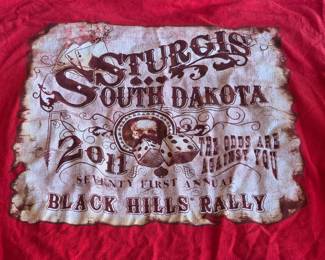 STURGIS
SOUTH DAKOTA
2011
THE ODDS ARE
AGAINST YOU
SEVENTY FIRST ANNUAL
BLACK HILLS RALLY